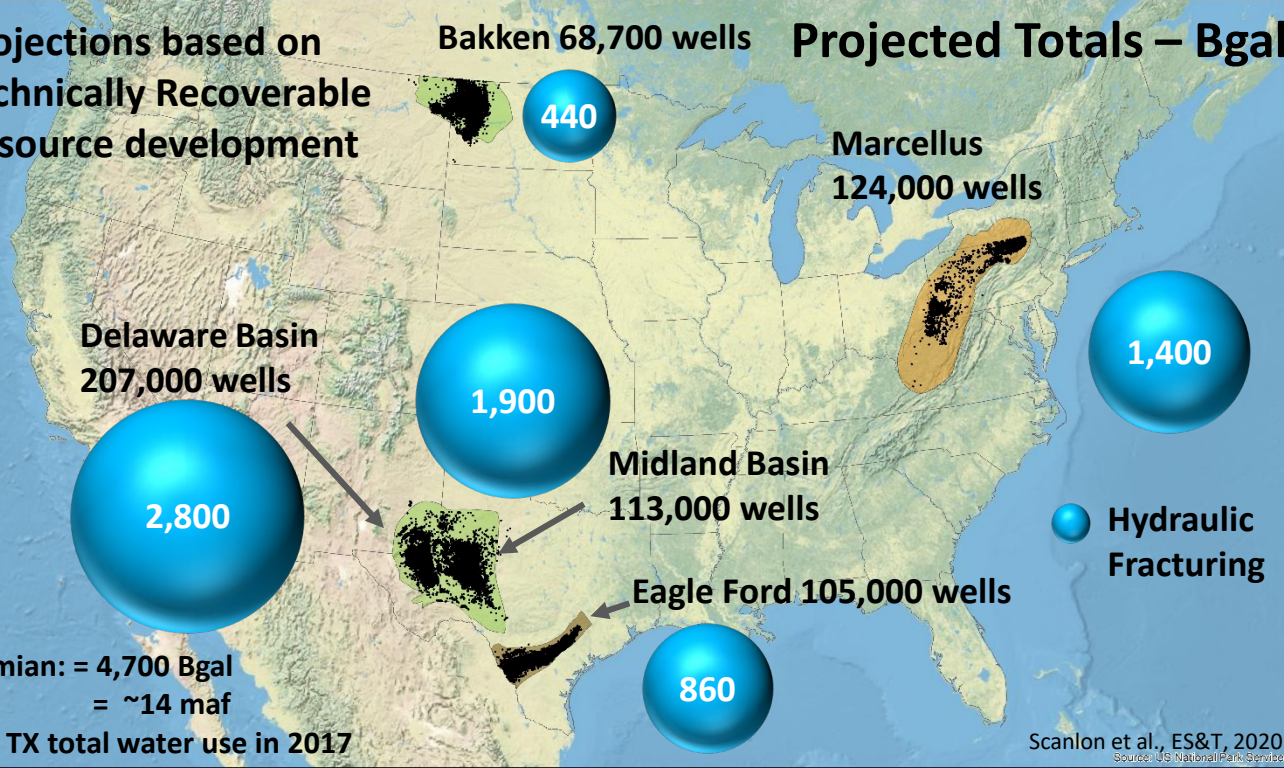 ojections based on
chnically Recoverable
source development
Bakken 68,700 wells
Projected Totals – Bgal
440
Marcellus
124,000 wells
Delaware Basin
207,000 wells
1,900
1,400
2,800
Midland Basin
113,000 wells
Hydraulic
Fracturing
Eagle Ford 105,000 wells
mian: = 4,700 Bgal
= ~14 maf
TX total water use in 2017
860
Scanlon et al., ES&T, 2020
Source: US National Park Service